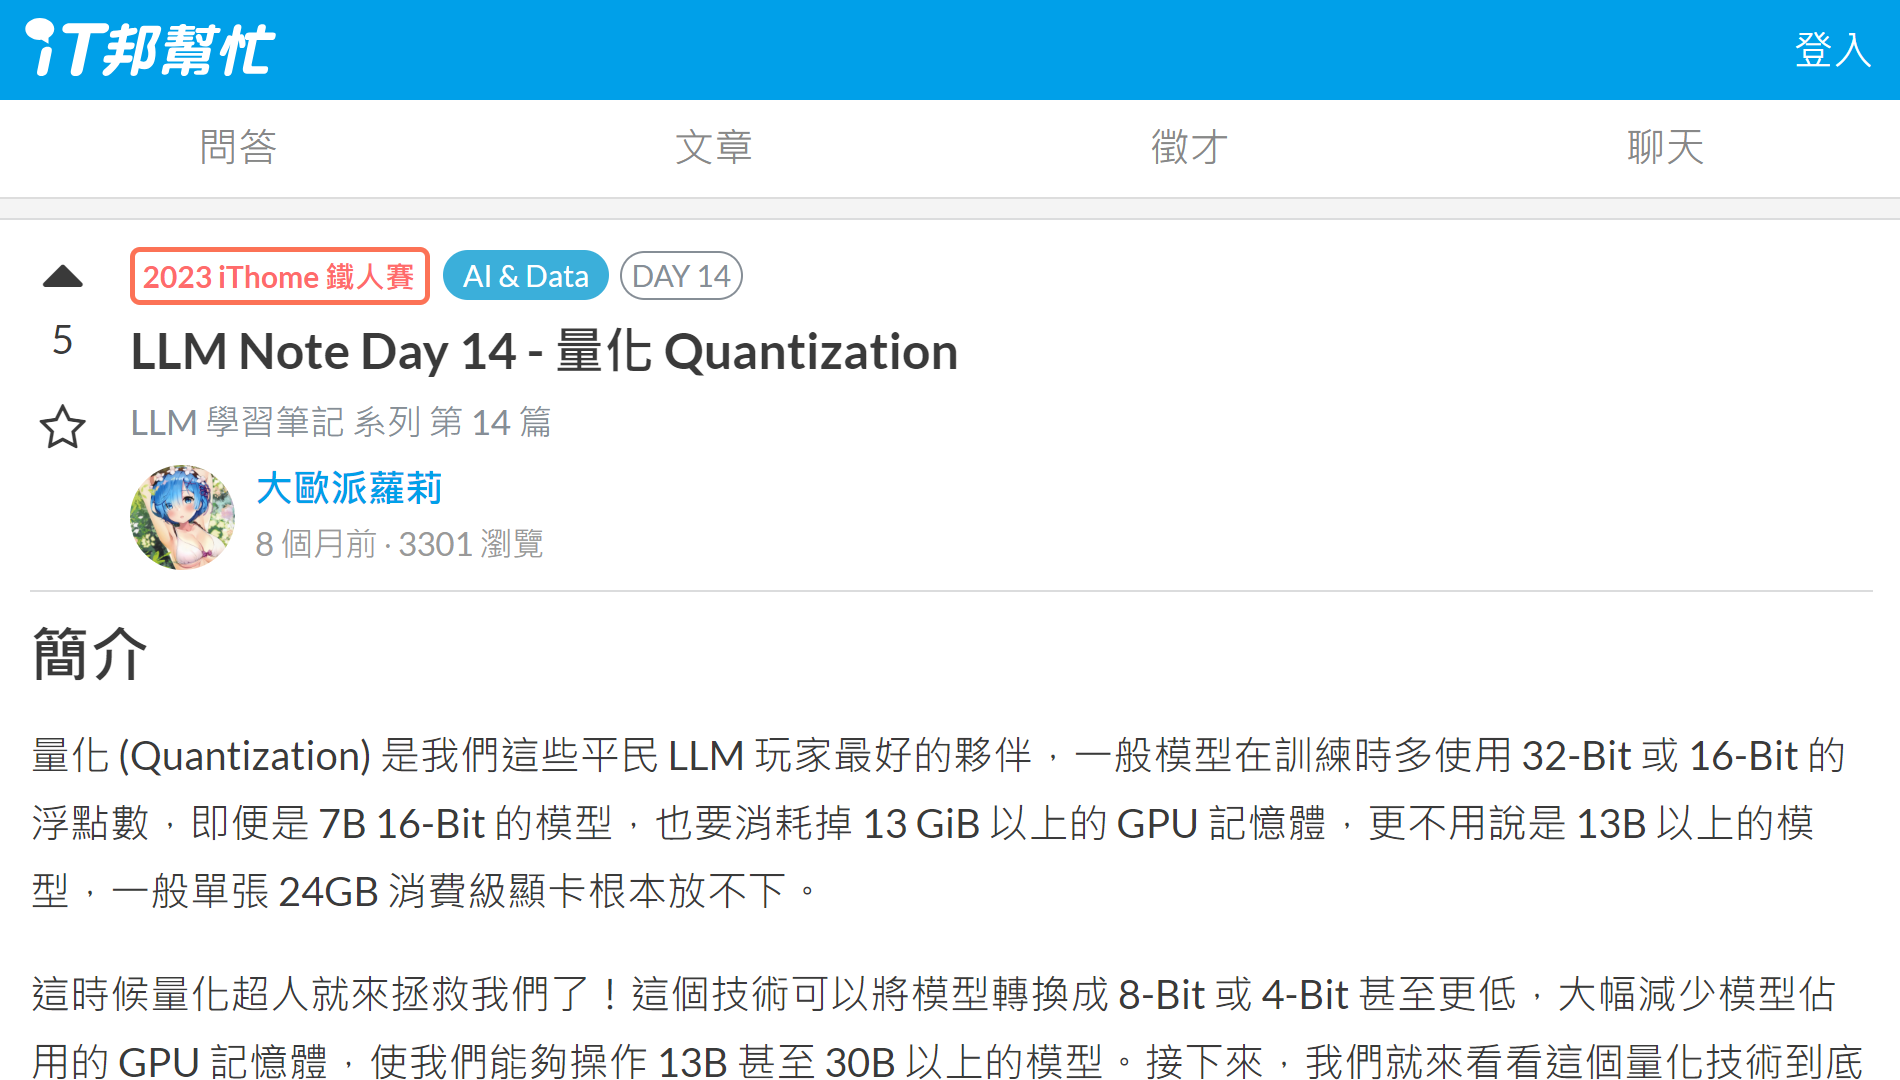 iT邦幫忙
登入
問答 文章 徵才 聊天
2023 iThome 鐵人賽 AI & Data DAY 14
5
LLM Note Day 14 - 量化 Quantization
LLM 學習筆記 系列 第 14 篇
大歐派蘿莉
8 個月前 · 3301 瀏覽
簡介
量化 (Quantization) 是我們這些平民 LLM 玩家最好的夥伴，一般模型在訓練時多使用 32-Bit 或 16-Bit 的
浮點數，即便是 7B 16-Bit 的模型，也要消耗掉 13 GiB 以上的 GPU 記憶體，更不用說是 13B 以上的模
型，一般單張 24GB 消費級顯卡根本放不下。
這時候量化超人就來拯救我們了！這個技術可以將模型轉換成 8-Bit 或 4-Bit 甚至更低，大幅減少模型佔
用的 GPU 記憶體，使我們能夠操作 13B 甚至 30B 以上的模型。接下來，我們就來看看這個量化技術到底